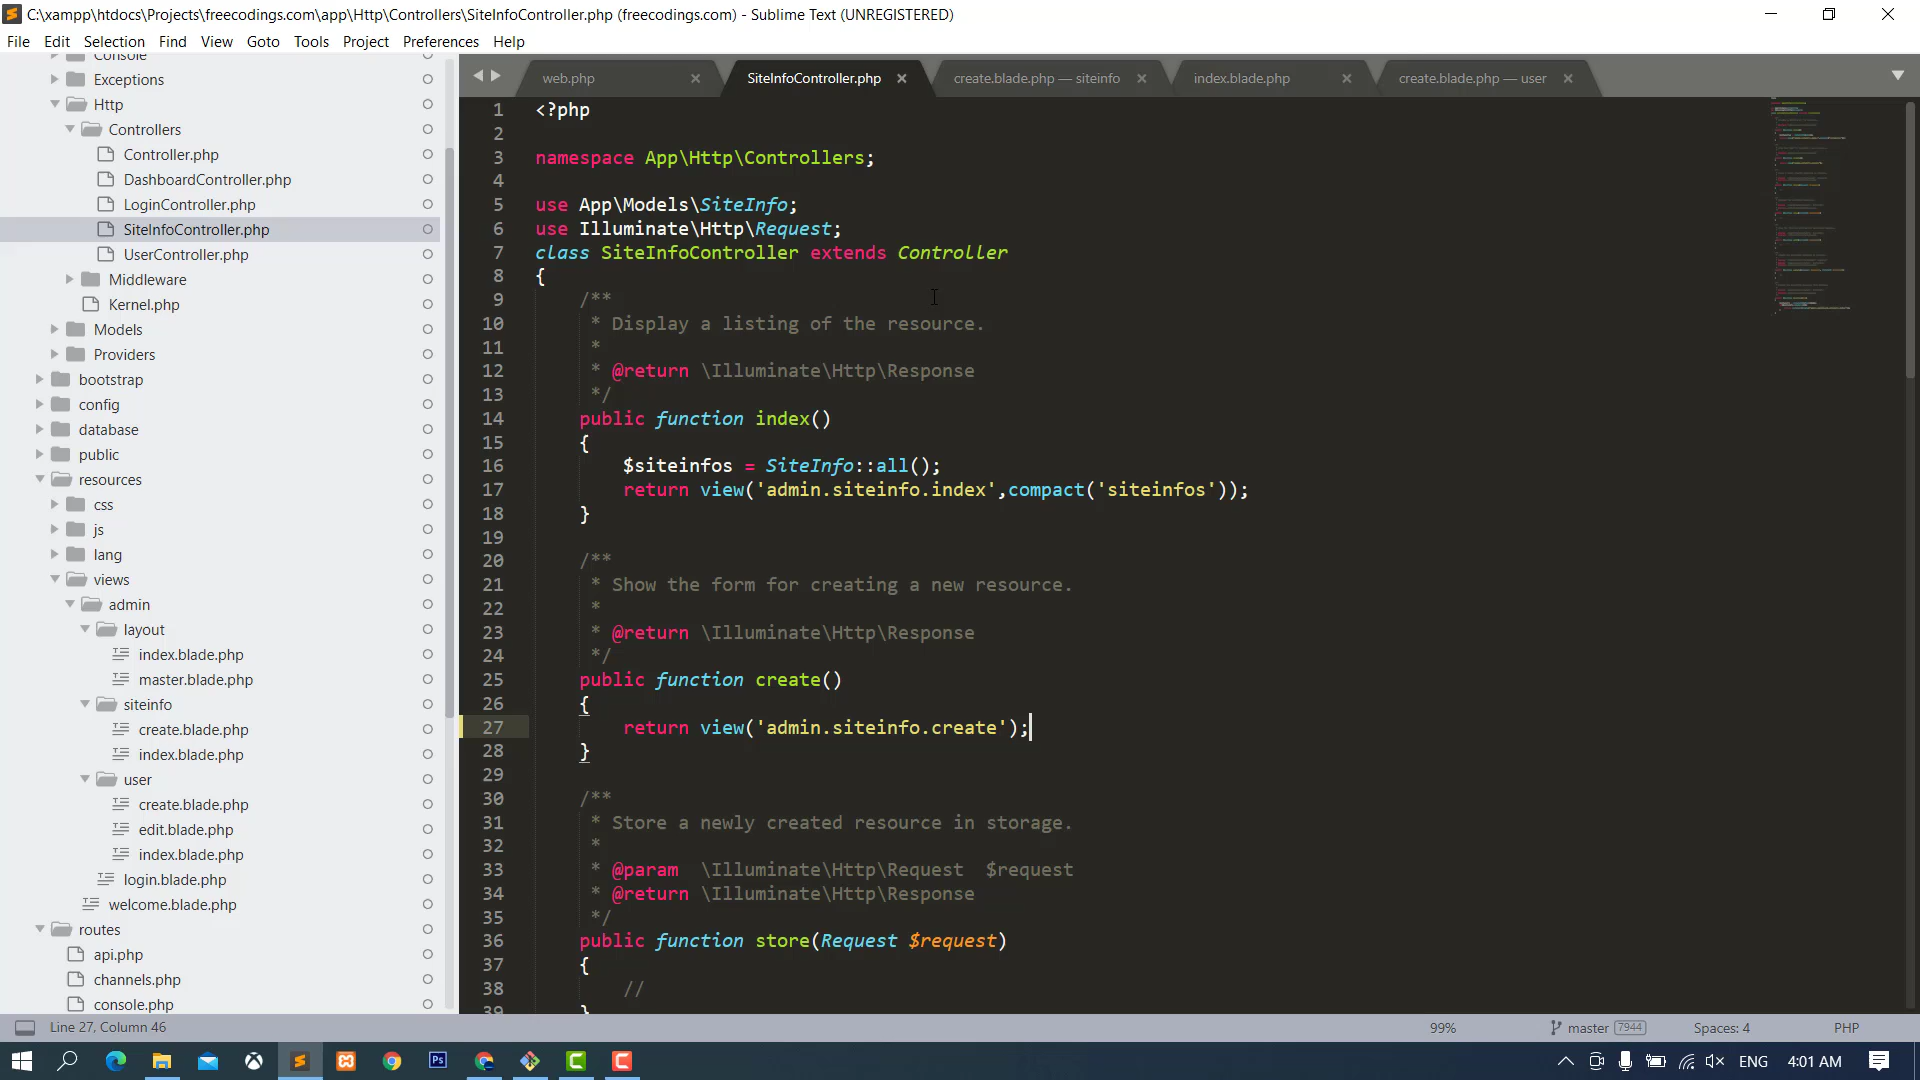 C:\xampp\htdocs\Projects\freecodings.com\app\Http\Controllers\SiteInfoController.php (freecodings.com) - Sublime Text (UNREGISTERED)
File Edit Selection Find View Goto Tools Project Preferences Help
web.php
SiteInfoController.php
create.blade.php — siteinfo
index.blade.php
create.blade.php — user
Console
Exceptions
Http
Controllers
Controller.php
DashboardController.php
LoginController.php
SiteInfoController.php
UserController.php
Middleware
Kernel.php
Models
Providers
bootstrap
config
database
public
resources
css
js
lang
views
admin
layout
index.blade.php
master.blade.php
siteinfo
create.blade.php
index.blade.php
user
create.blade.php
edit.blade.php
index.blade.php
login.blade.php
welcome.blade.php
routes
api.php
channels.php
console.php
1 <?php
2
3 namespace App\Http\Controllers;
4
5 use App\Models\SiteInfo;
6 use Illuminate\Http\Request;
7 class SiteInfoController extends Controller
8 {
9 /**
10 * Display a listing of the resource.
11 *
12 * @return \Illuminate\Http\Response
13 */
14 public function index()
15 {
16 $siteinfos = SiteInfo::all();
17 return view('admin.siteinfo.index',compact('siteinfos'));
18 }
19
20 /**
21 * Show the form for creating a new resource.
22 *
23 * @return \Illuminate\Http\Response
24 */
25 public function create()
26 {
27 return view('admin.siteinfo.create');
28 }
29
30 /**
31 * Store a newly created resource in storage.
32 *
33 * @param  \Illuminate\Http\Request  $request
34 * @return \Illuminate\Http\Response
35 */
36 public function store(Request $request)
37 {
38 //
39 }
Line 27, Column 46
99%
master 7944
Spaces: 4
PHP
Ps
ENG
4:01 AM